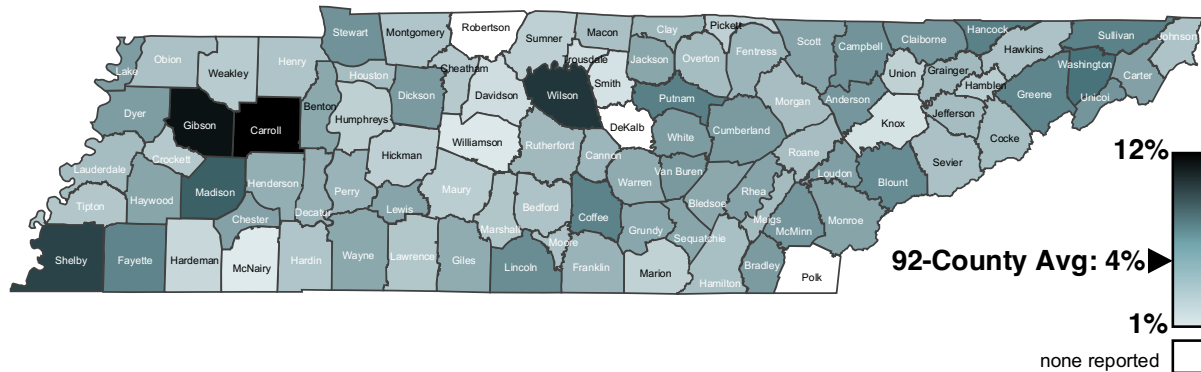 Stewart
Montgomery
Robertson
Sumner
Macon
Clay
Pickett
Scott
Campbell
Claiborne
Hancock
Hawkins
Sullivan
Johnson
Lake
Obion
Weakley
Henry
Houston
Cheatham
Trousdale
Jackson
Overton
Fentress
Union
Grainger
Hamblen
Washington
Carter
Dyer
Gibson
Carroll
Benton
Humphreys
Dickson
Davidson
Wilson
Smith
Putnam
Morgan
Anderson
Knox
Jefferson
Greene
Unicoi
DeKalb
White
Cumberland
Cocke
Lauderdale
Crockett
Madison
Henderson
Decatur
Perry
Hickman
Williamson
Rutherford
Cannon
Warren
Van Buren
Roane
Loudon
Blount
Sevier
Tipton
Haywood
Chester
Lewis
Maury
Bedford
Coffee
Bledsoe
Rhea
Meigs
McMinn
Monroe
Shelby
Fayette
Hardeman
McNairy
Hardin
Wayne
Lawrence
Giles
Marshall
Lincoln
Moore
Franklin
Grundy
Sequatchie
Marion
Hamilton
Bradley
Polk
12%
92-County Avg: 4%
1%
none reported